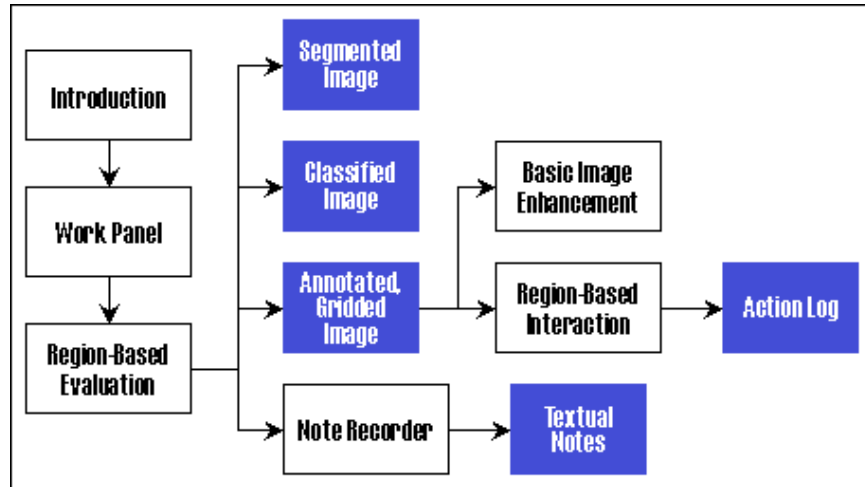 Introduction
Work Panel
Region-Based
Evaluation
Segmented
Image
Classified
Image
Annotated,
Gridded
Image
Note Recorder
Basic Image
Enhancement
Region-Based
Interaction
Textual
Notes
Action Log